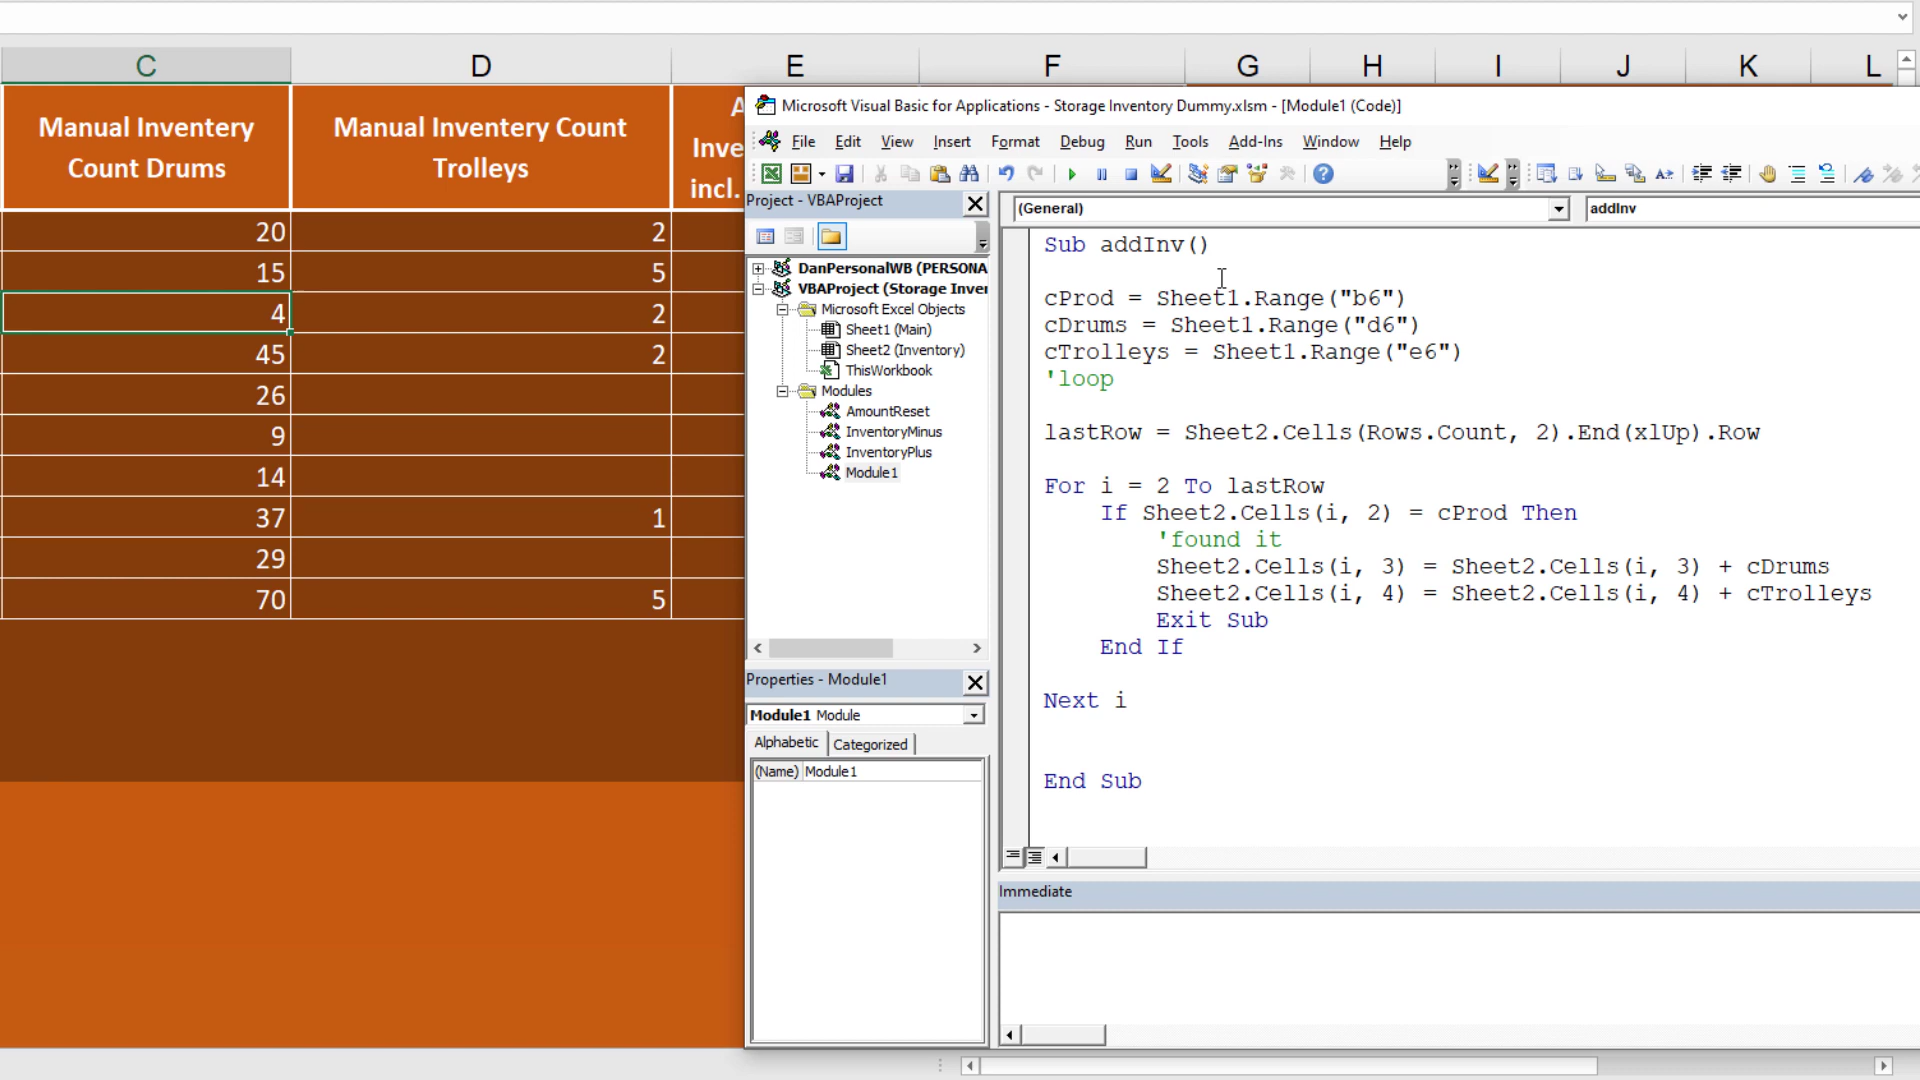 C D E F G H I J K L
Manual Inventery
Count Drums
Manual Inventery Count
Trolleys
Inve
incl.
20 2
15 5
4 2
45 2
26
9
14
37 1
29
70 5
Microsoft Visual Basic for Applications - Storage Inventory Dummy.xlsm - [Module1 (Code)]
File Edit View Insert Format Debug Run Tools Add-Ins Window Help
Project - VBAProject
DanPersonalWB (PERSONA
VBAProject (Storage Inver
Microsoft Excel Objects
Sheet1 (Main)
Sheet2 (Inventory)
ThisWorkbook
Modules
AmountReset
InventoryMinus
InventoryPlus
Module1
Properties - Module1
Module1 Module
Alphabetic Categorized
(Name) Module1
(General) addInv
Sub addInv()
cProd = Sheet1.Range("b6")
cDrums = Sheet1.Range("d6")
cTrolleys = Sheet1.Range("e6")
'loop
lastRow = Sheet2.Cells(Rows.Count, 2).End(xlUp).Row
For i = 2 To lastRow
If Sheet2.Cells(i, 2) = cProd Then
'found it
Sheet2.Cells(i, 3) = Sheet2.Cells(i, 3) + cDrums
Sheet2.Cells(i, 4) = Sheet2.Cells(i, 4) + cTrolleys
Exit Sub
End If
Next i
End Sub
Immediate